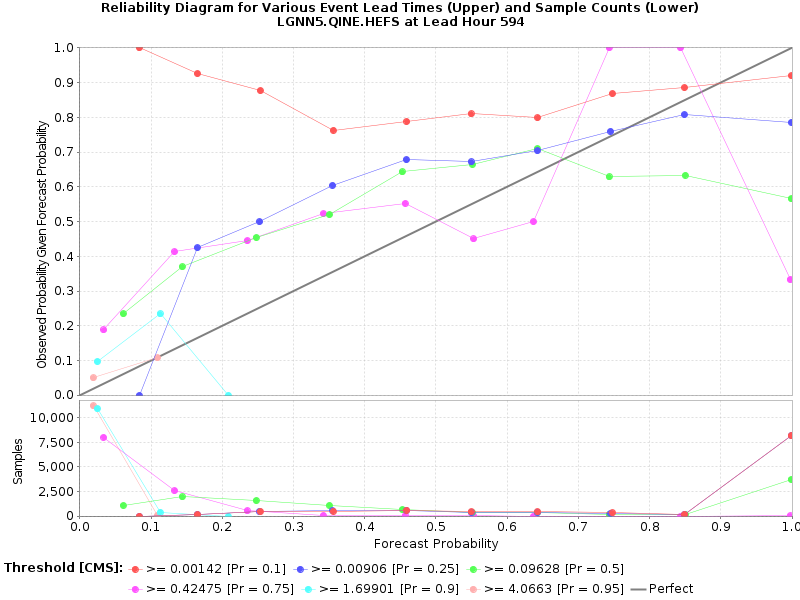 Reliability Diagram for Various Event Lead Times (Upper) and Sample Counts (Lower)
LGNN5.QINE.HEFS at Lead Hour 594
Observed Probability Given Forecast Probability
1.0
0.9
0.8
0.7
0.6
0.5
0.4
0.3
0.2
0.1
0.0
Samples
10,000
7,500
5,000
2,500
0
0.0 0.1 0.2 0.3 0.4 0.5 0.6 0.7 0.8 0.9 1.0
Forecast Probability
Threshold [CMS]: >= 0.00142 [Pr = 0.1] >= 0.00906 [Pr = 0.25] >= 0.09628 [Pr = 0.5]
>= 0.42475 [Pr = 0.75] >= 1.69901 [Pr = 0.9] >= 4.0663 [Pr = 0.95] Perfect